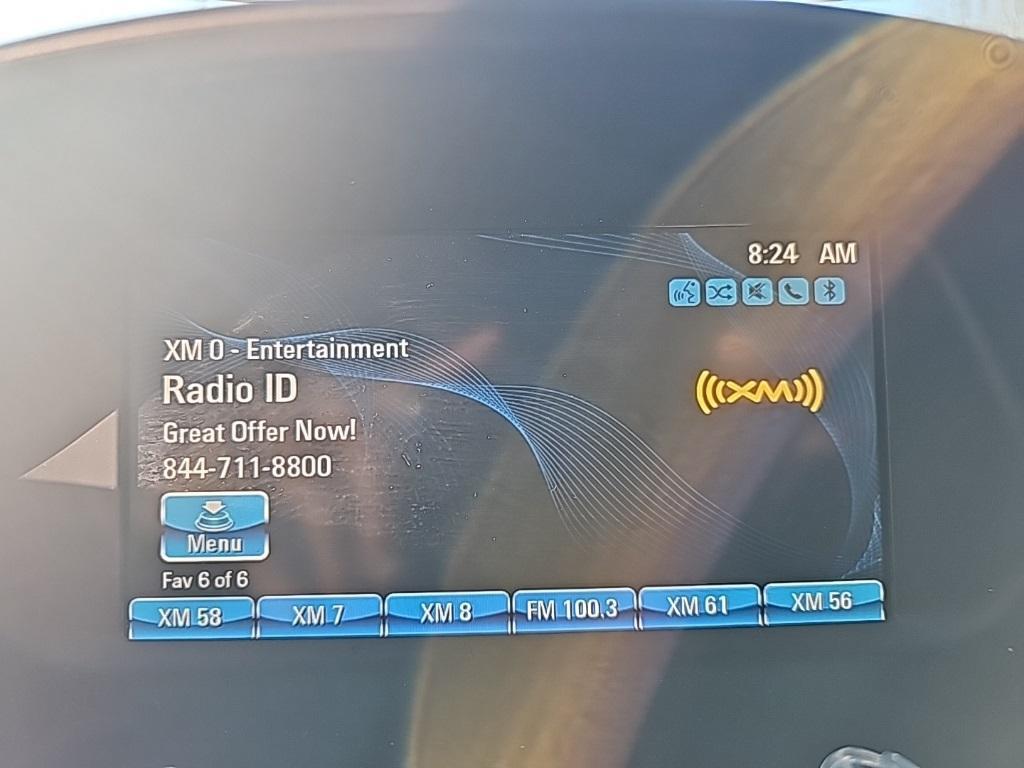 8:24 AM
XM 0 - Entertainment
Radio ID
((XM))
Great Offer Now!
844-711-8800
Menu
Fav 6 of 6
XM 58 XM 7 XM 8 FM 100.3 XM 61 XM 56